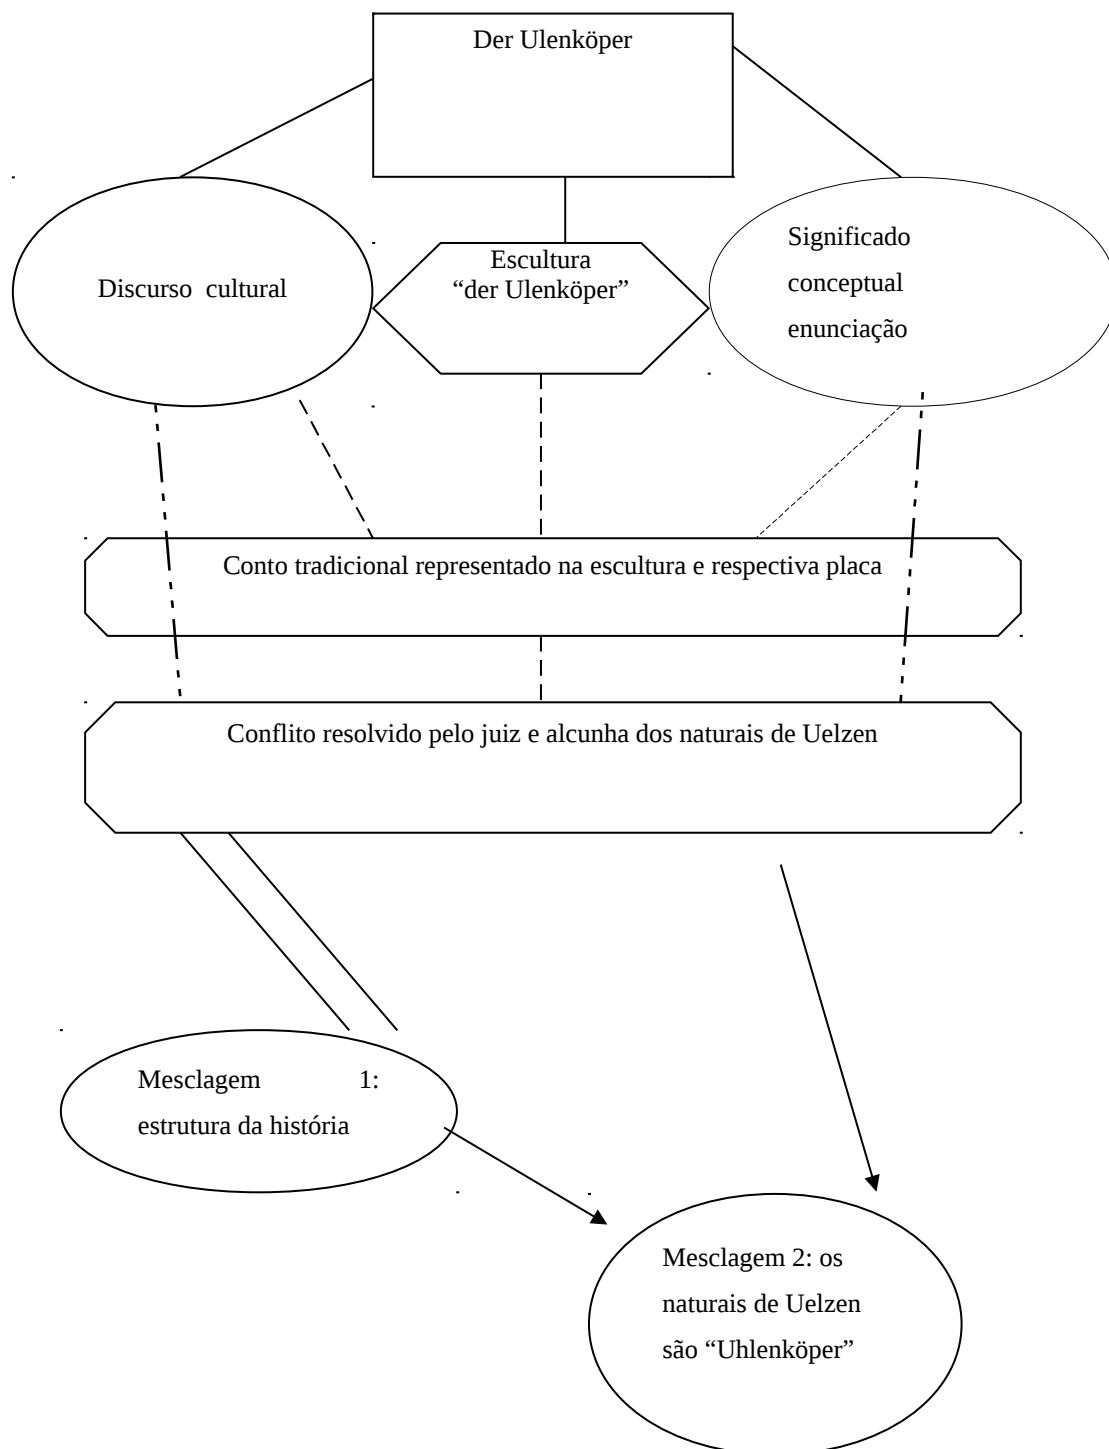 Der Ulenköper
Discurso cultural
Escultura
“der Ulenköper”
Significado
conceptual
enunciação
Conto tradicional representado na escultura e respectiva placa
Conflito resolvido pelo juiz e alcunha dos naturais de Uelzen
Mesclagem 1:
estrutura da história
Mesclagem 2: os
naturais de Uelzen
são “Uhlenköper”